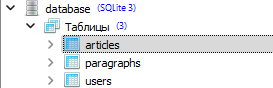 database (SQLite 3)
Таблицы (3)
articles
paragraphs
users